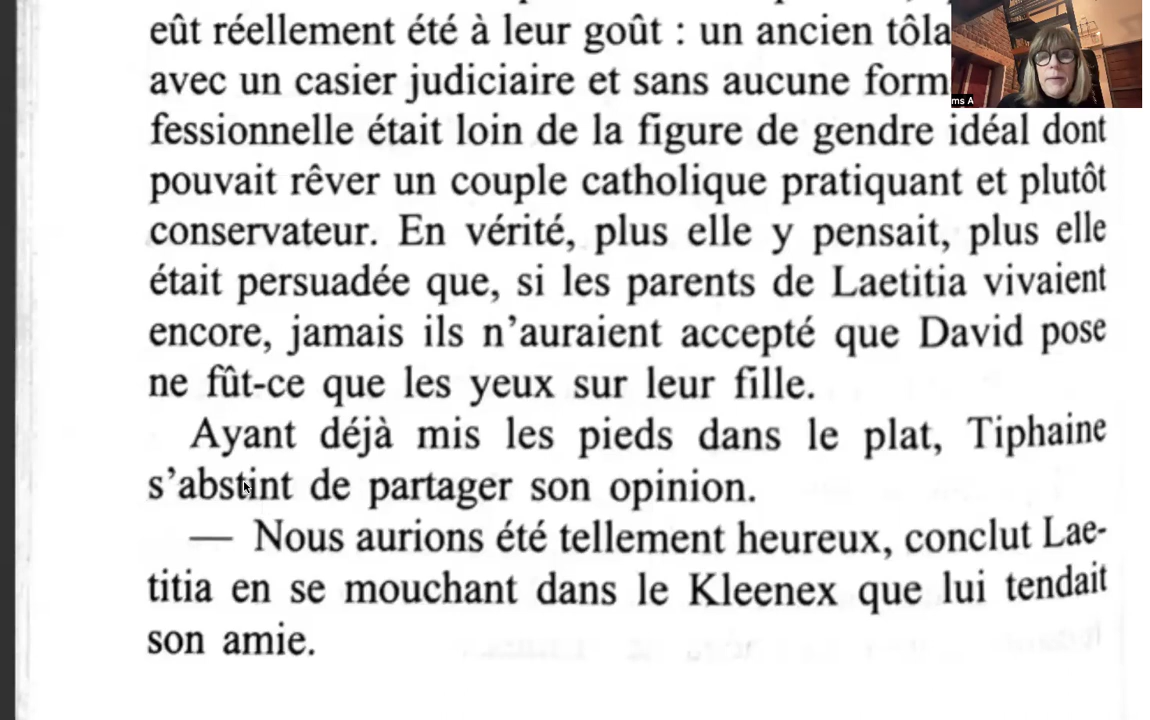 eût réellement été à leur goût : un ancien
avec un casier judiciaire et sans aucune
fessionnelle était loin de la figure de gendre idéal dont
pouvait rêver un couple catholique pratiquant et plutôt
conservateur. En vérité, plus elle y pensait, plus elle
était persuadée que, si les parents de Laetitia vivaient
encore, jamais ils n’auraient accepté que David pose
ne fût-ce que les yeux sur leur fille.
Ayant déjà mis les pieds dans le plat, Tiphaine
s’abstint de partager son opinion.
— Nous aurions été tellement heureux, conclut Lae-
titia en se mouchant dans le Kleenex que lui tendait
son amie.
ms A